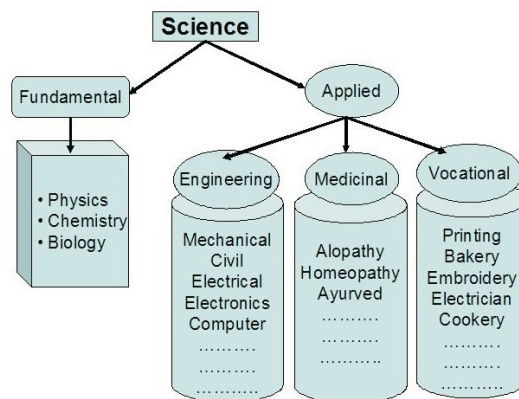 Science
Fundamental
Applied
• Physics
• Chemistry
• Biology
Engineering
Medicinal
Vocational
Mechanical
Civil
Electrical
Electronics
Computer
……….
……….
………..
Alopathy
Homeopathy
Ayurved
……….
……….
………..
Printing
Bakery
Embroidery
Electrician
Cookery
……….
……….
………..